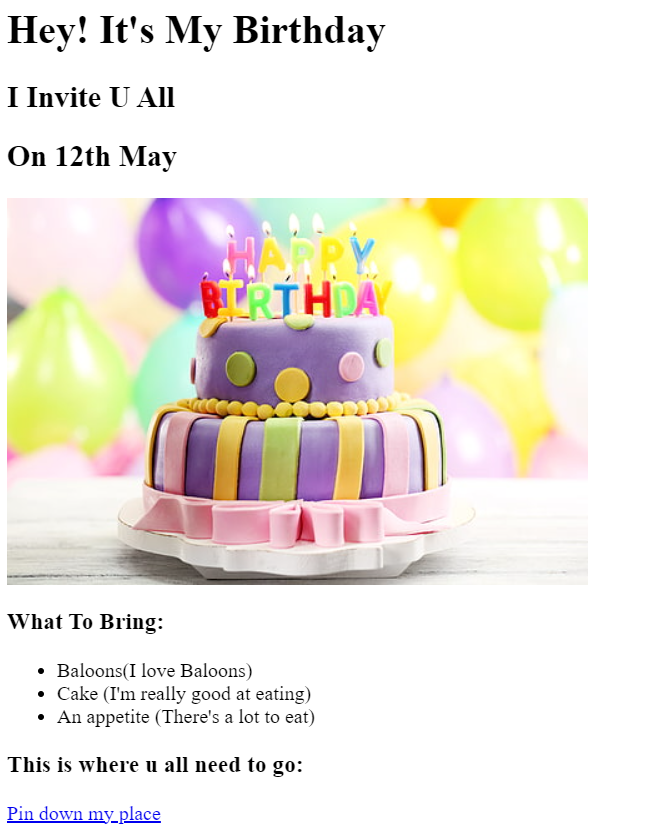 Hey! It's My Birthday
I Invite U All
On 12th May
HAPPY
BIRTHDAY
What To Bring:
Baloons(I love Baloons)
Cake (I'm really good at eating)
An appetite (There's a lot to eat)
This is where u all need to go:
Pin down my place